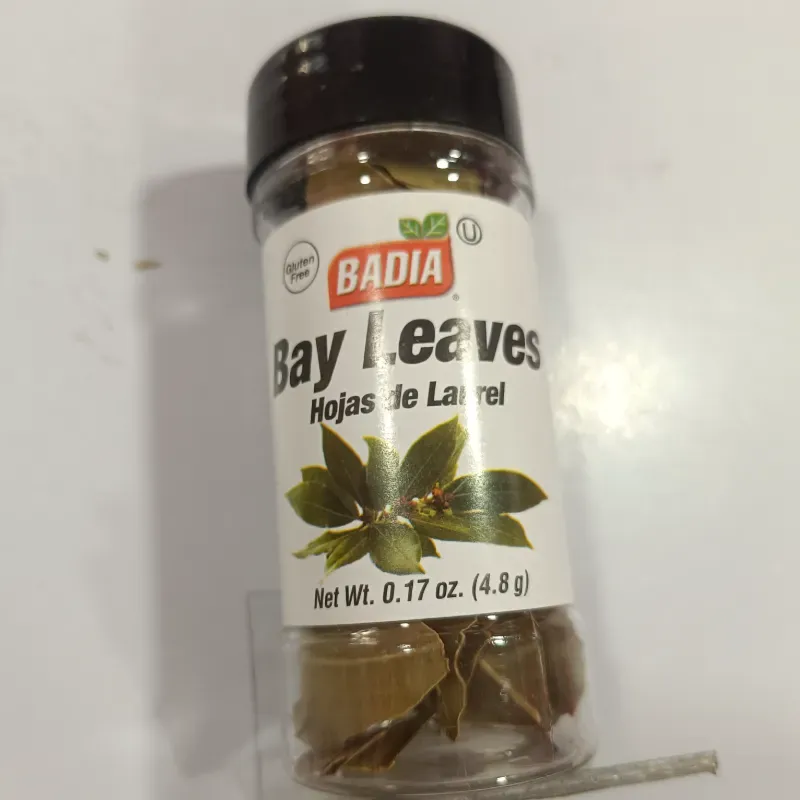 Gluten
Free
U
BADIA
®
Bay Leaves
Hojas de Laurel
Net Wt. 0.17 oz. (4.8 g)